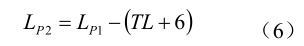 L_{P2} = L_{P1} − (TL + 6) （6）